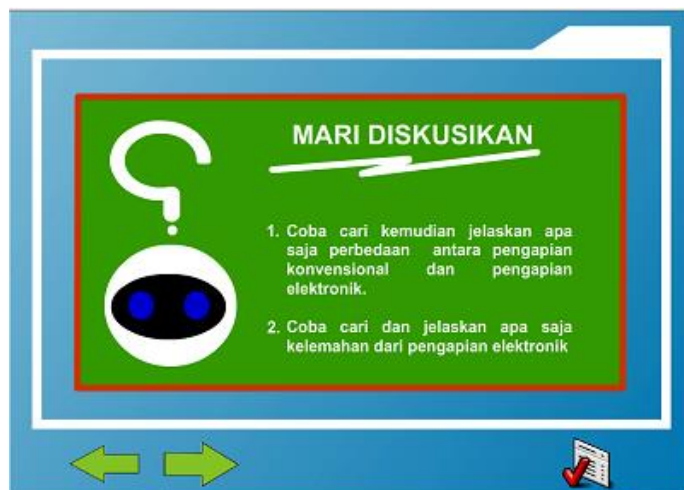 MARI DISKUSIKAN
1. Coba cari kemudian jelaskan apa
saja perbedaan antara pengapian
konvensional dan pengapian
elektronik.
2. Coba cari dan jelaskan apa saja
kelemahan dari pengapian elektronik